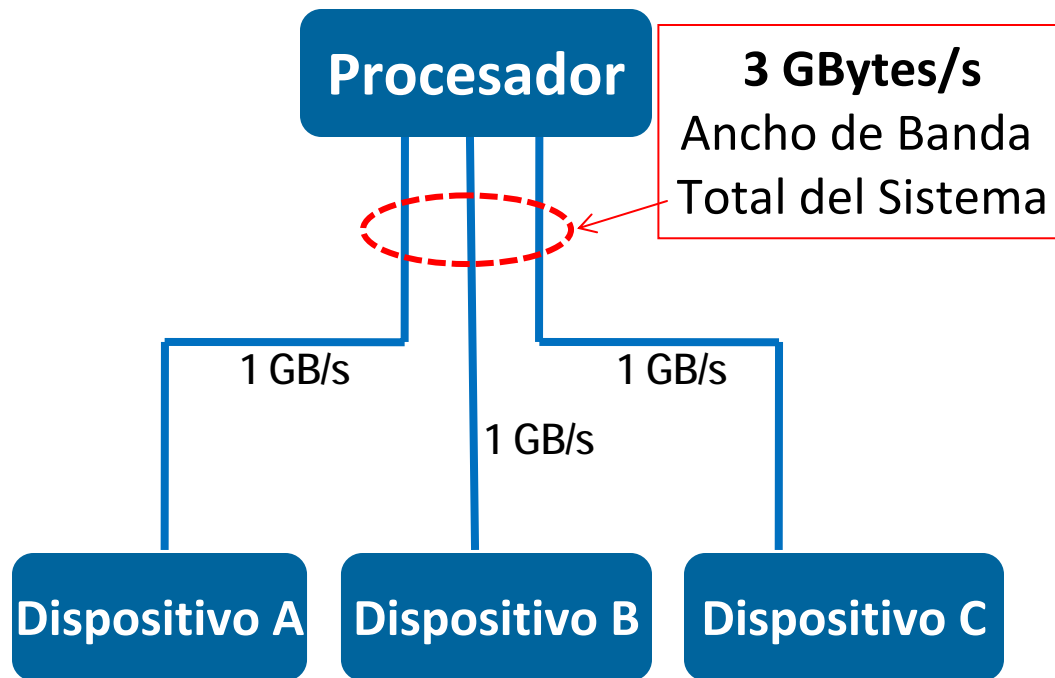 Procesador
3 GBytes/s
Ancho de Banda
Total del Sistema
1 GB/s
1 GB/s
1 GB/s
Dispositivo A
Dispositivo B
Dispositivo C